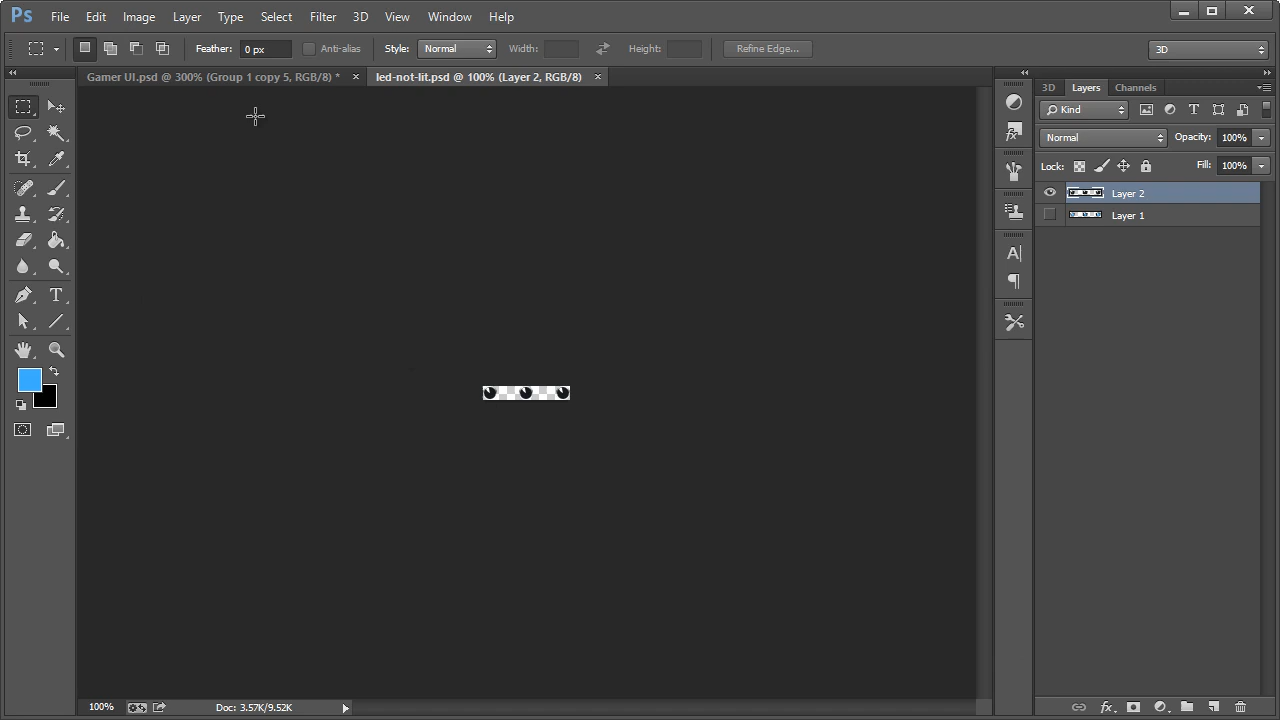 Ps File Edit Image Layer Type Select Filter 3D View Window Help
Feather: 0 px Anti-alias Style: Normal Width: Height: Refine Edge... 3D
Gamer UI.psd @ 300% (Group 1 copy 5, RGB/8) * led-not-lit.psd @ 100% (Layer 2, RGB/8)
3D Layers Channels
Kind
Normal Opacity: 100%
Lock: Fill: 100%
Layer 2
Layer 1
100% Doc: 3.57K/9.52K